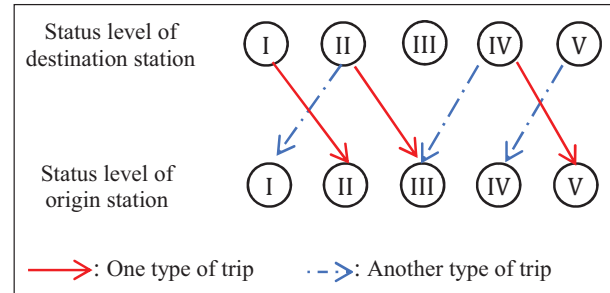 Status level of
destination station
I II III IV V
Status level of
origin station
I II III IV V
: One type of trip
: Another type of trip